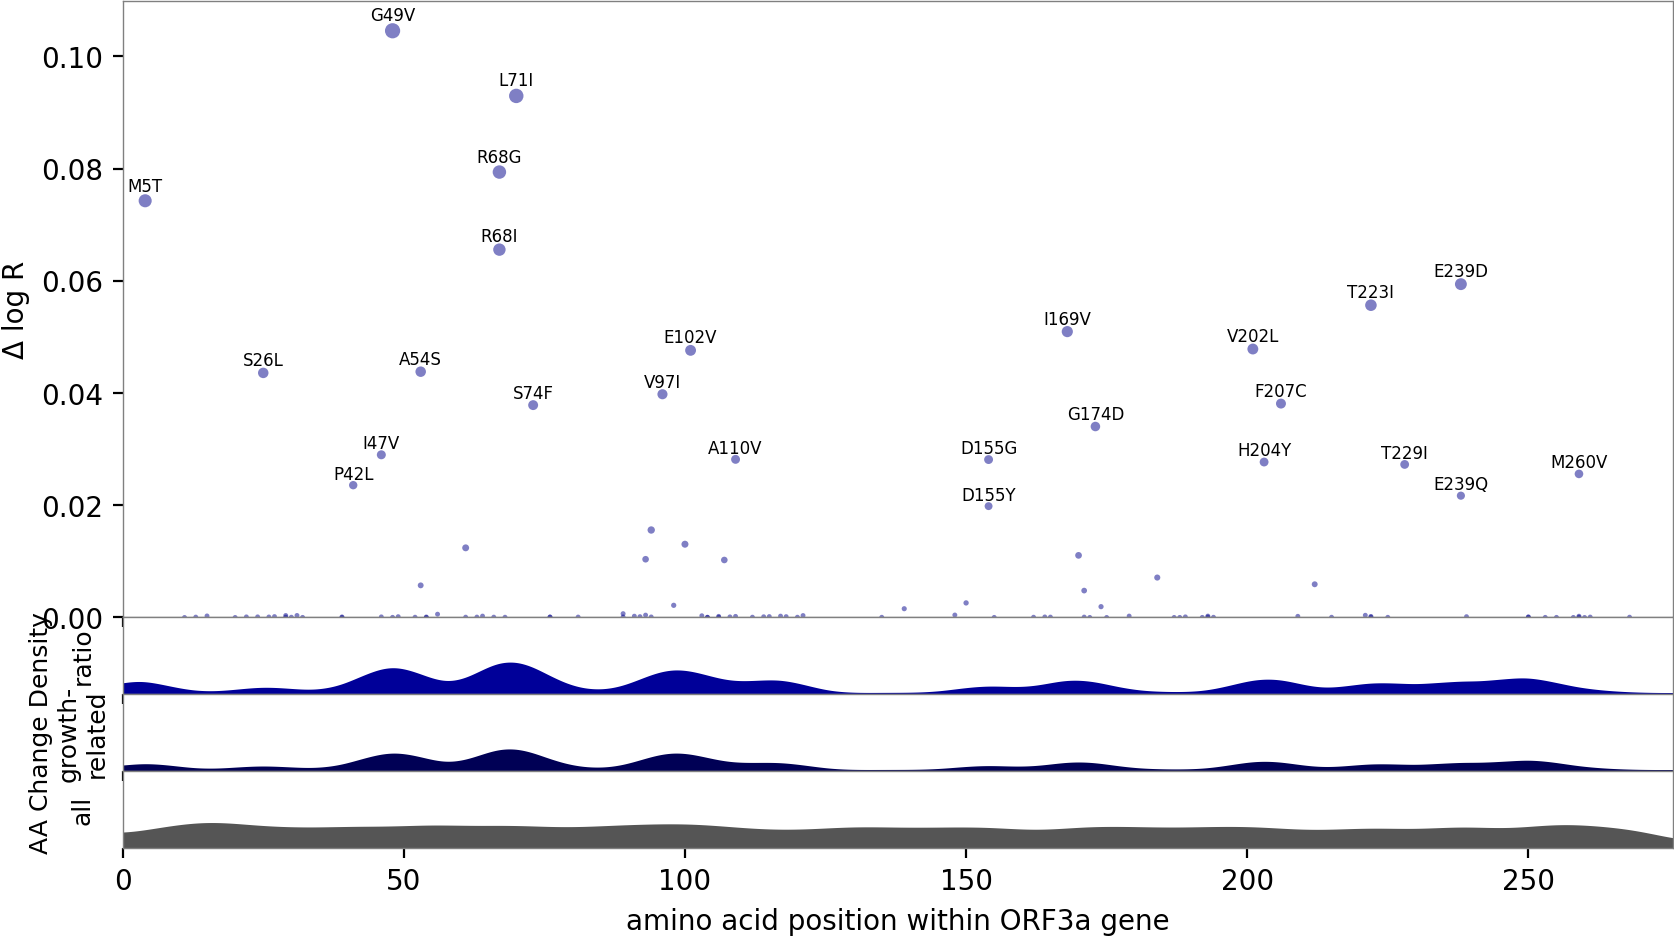 G49V
0.10
L71I
R68G
0.08
M5T
R68I
0.06
E239D
T223I
I169V
E102V
V202L
S26L
A54S
V97I
S74F
F207C
0.04
G174D
I47V
A110V
D155G
H204Y
T229I
M260V
P42L
E239Q
D155Y
0.02
0.00
Δ log R
AA Change Density
ratio
growth-
related
all
0 50 100 150 200 250
amino acid position within ORF3a gene